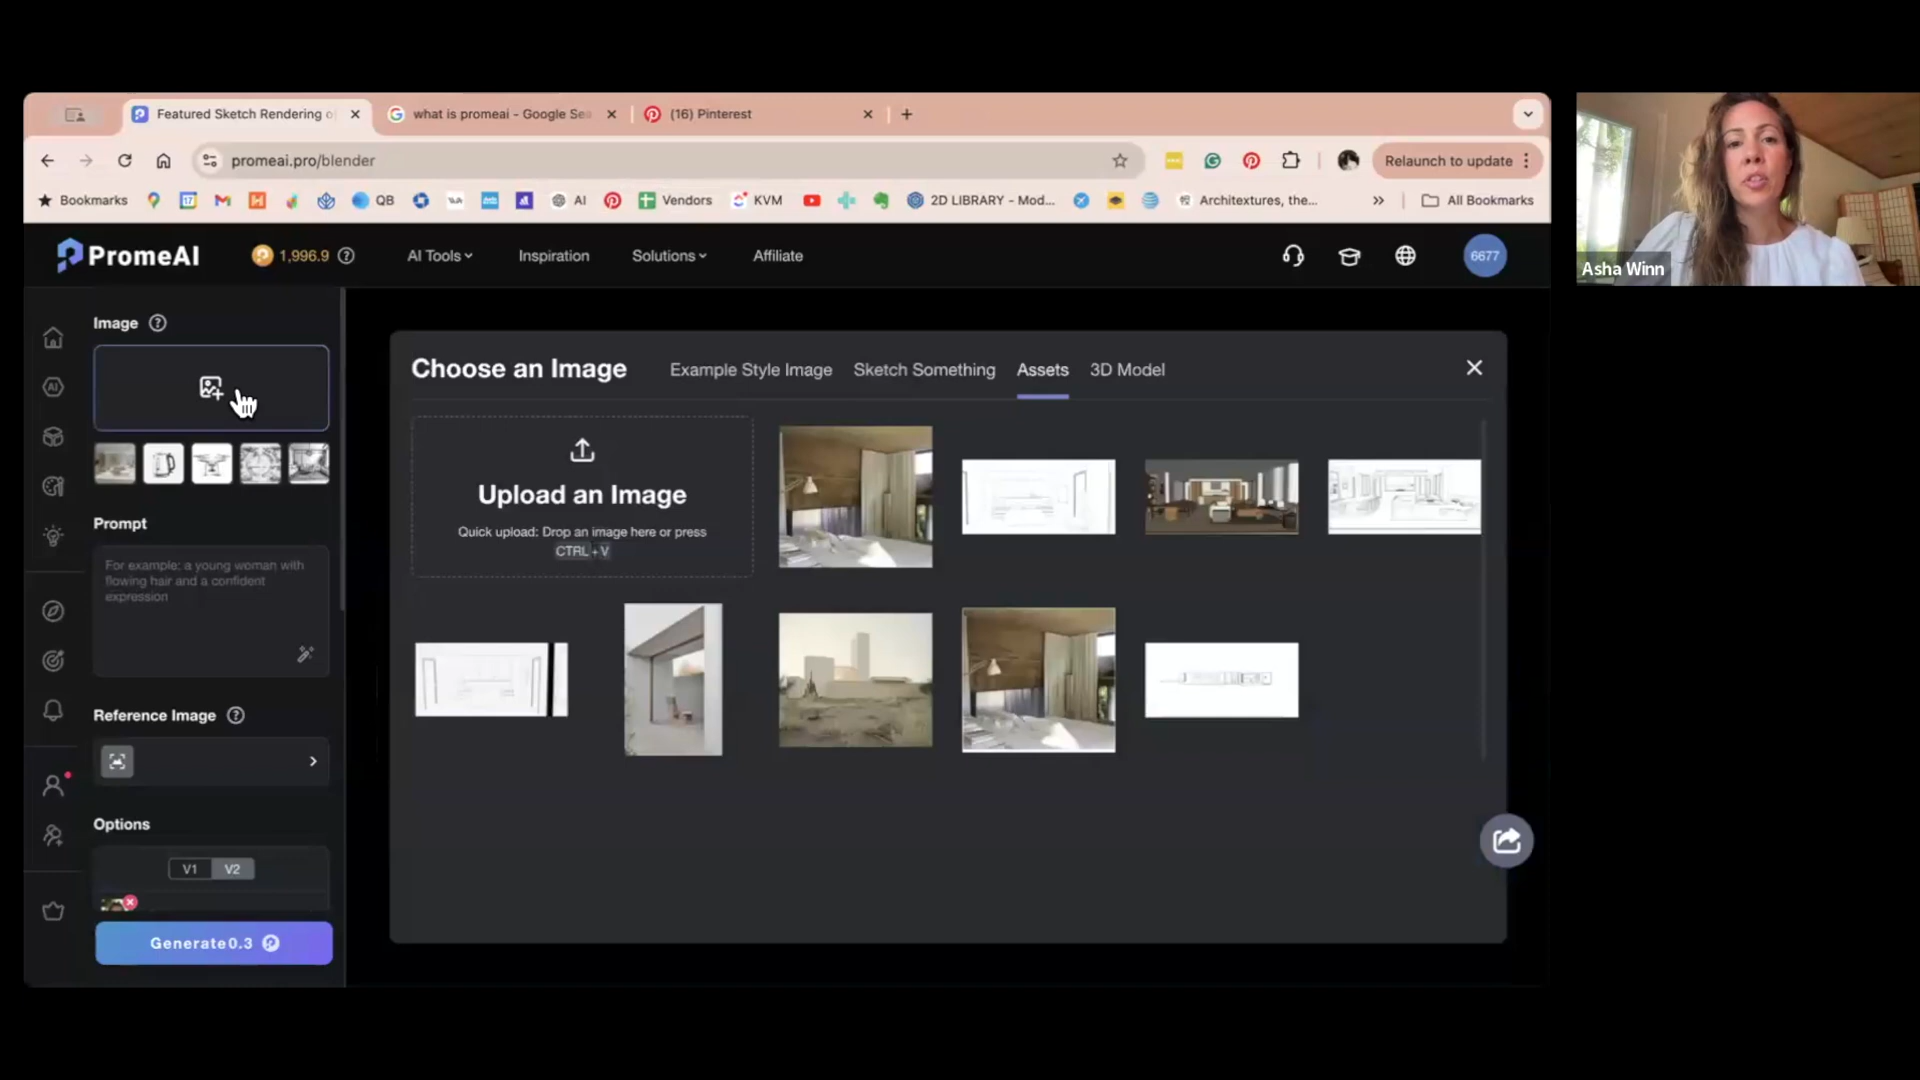 Featured Sketch Rendering o
what is promeai - Google Sea
(16) Pinterest
promeai.pro/blender
Relaunch to update
Bookmarks
QB
AI
Vendors
KVM
2D LIBRARY - Mod...
Architextures, the...
All Bookmarks
PromeAI
1,996.9
AI Tools
Inspiration
Solutions
Affiliate
6677
Asha Winn
Image
Choose an Image
Example Style Image
Sketch Something
Assets
3D Model
Upload an Image
Quick upload: Drop an image here or press
CTRL + V
Prompt
For example: a young woman with
flowing hair and a confident
expression
Reference Image
Options
V1
V2
Generate 0.3